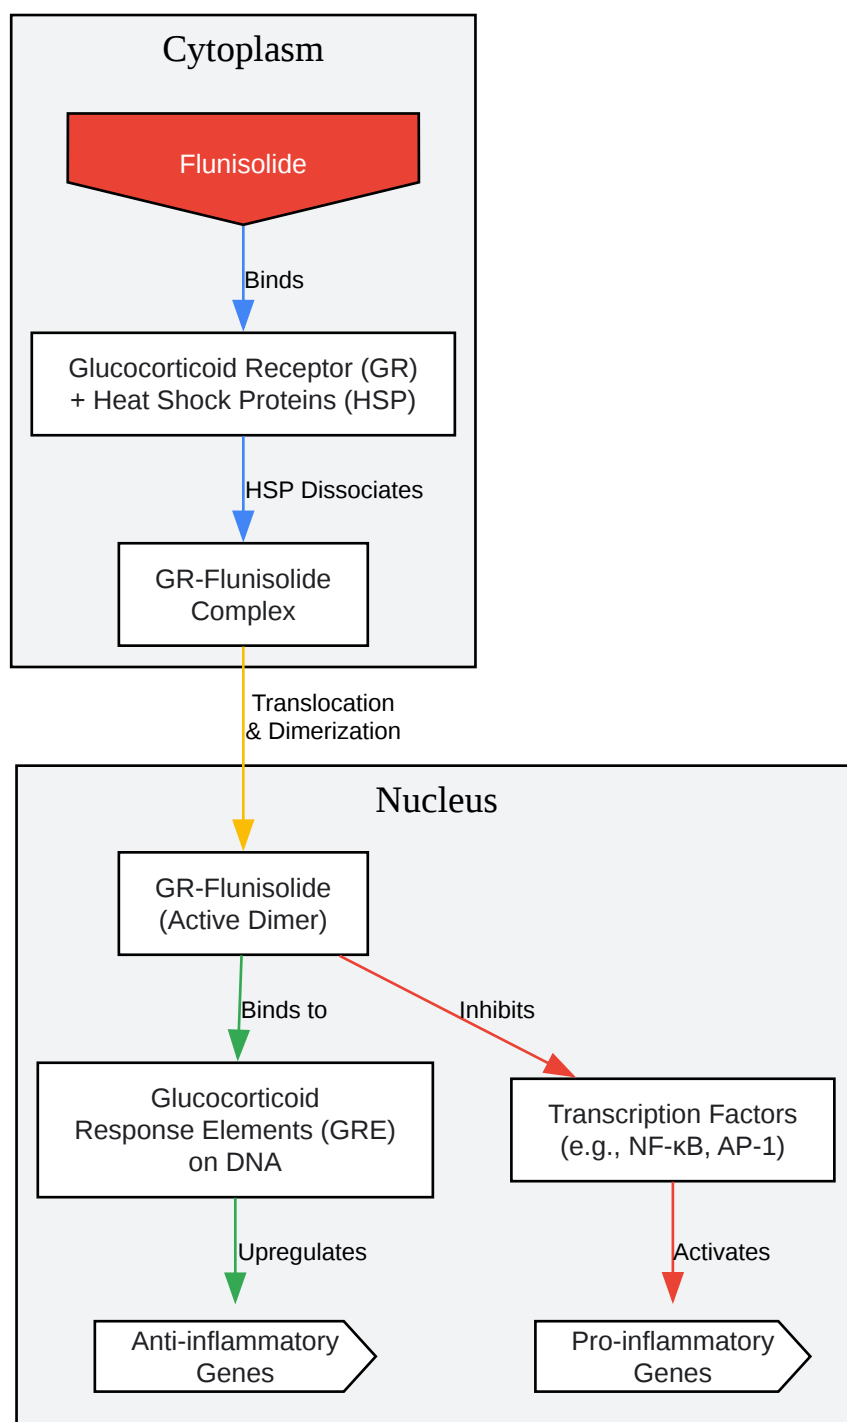 Cytoplasm
Flunisolide
Binds
Glucocorticoid Receptor (GR)
+ Heat Shock Proteins (HSP)
HSP Dissociates
GR-Flunisolide
Complex
Translocation
& Dimerization
Nucleus
GR-Flunisolide
(Active Dimer)
Binds to
Inhibits
Glucocorticoid
Response Elements (GRE)
on DNA
Transcription Factors
(e.g., NF-κB, AP-1)
Upregulates
Activates
Anti-inflammatory
Genes
Pro-inflammatory
Genes